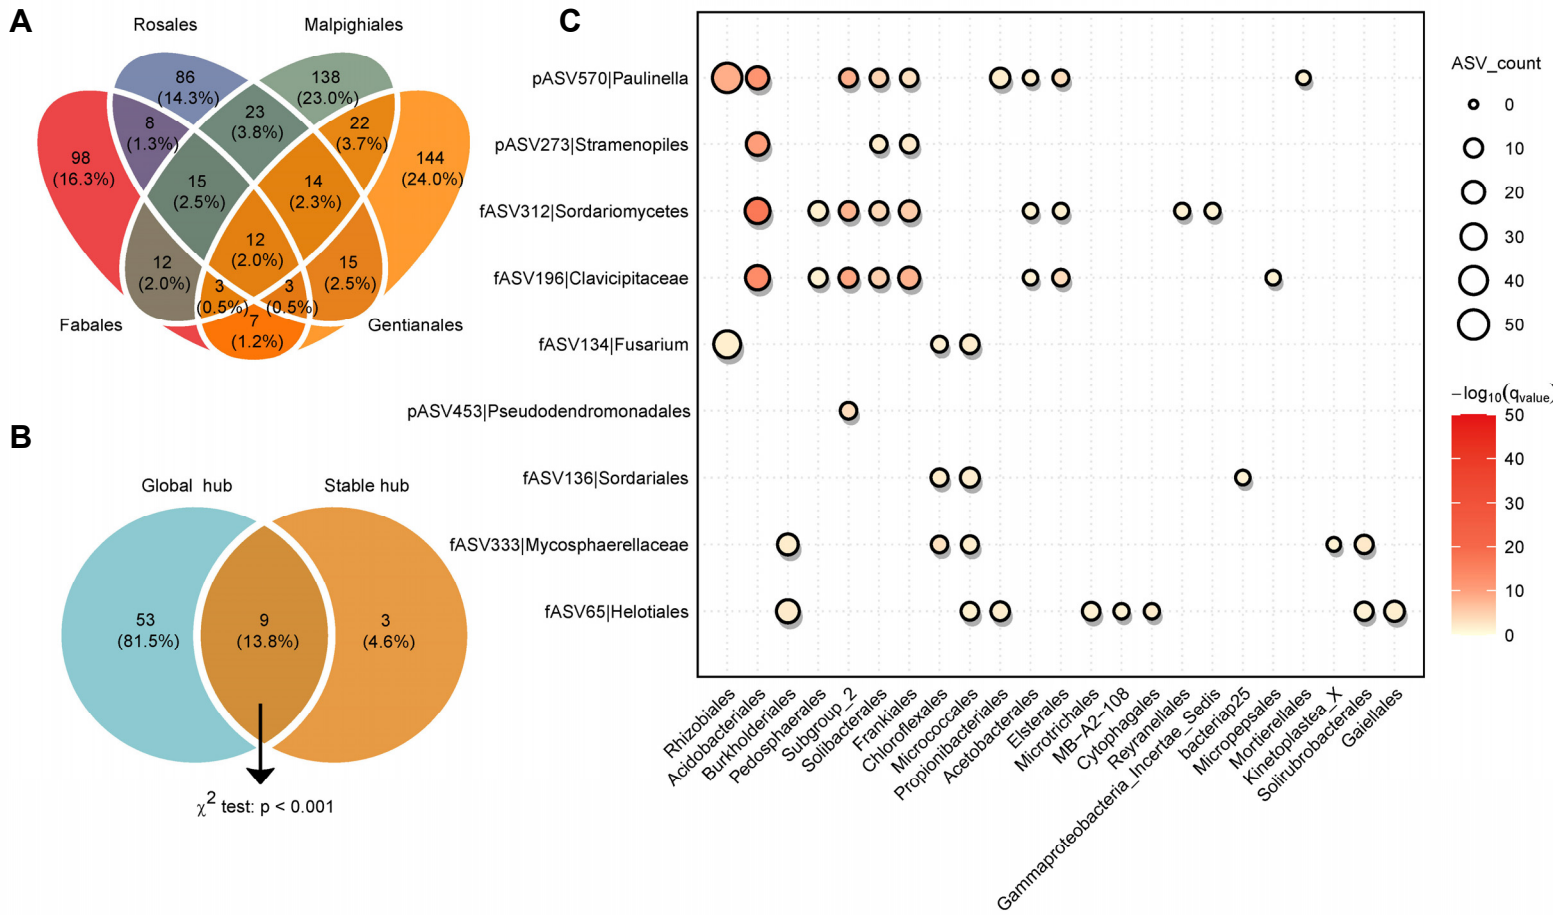 A
Rosales
Malpighiales
86
(14.3%)
138
(23.0%)
8
(1.3%)
23
(3.8%)
22
(3.7%)
98
(16.3%)
144
(24.0%)
15
(2.5%)
14
(2.3%)
12
(2.0%)
12
(2.0%)
15
(2.5%)
3
(0.5%)
3
(0.5%)
7
(1.2%)
Fabales
Gentianales
B
Global hub
Stable hub
53
(81.5%)
9
(13.8%)
3
(4.6%)
χ² test: p < 0.001
C
pASV570|Paulinella
pASV273|Stramenopiles
fASV312|Sordariomycetes
fASV196|Clavicipitaceae
fASV134|Fusarium
pASV453|Pseudodendromonadales
fASV136|Sordariales
fASV333|Mycosphaerellaceae
fASV65|Helotiales
Rhizobiales
Acidobacteriales
Burkholderiales
Pedosphaerales
Subgroup_2
Solibacterales
Frankiales
Chloroflexales
Micrococcales
Propionibacteriales
Acetobacterales
Elsterales
Microtrichales
MB−A2−108
Cytophagales
Reyranellales
Gammaproteobacteria_Incertae_Sedis
bacteriap25
Micropepsales
Mortierellales
Kinetoplastea_X
Solirubrobacterales
Gaiellales
ASV_count
0
10
20
30
40
50
−log₁₀(qvalue)
50
40
30
20
10
0